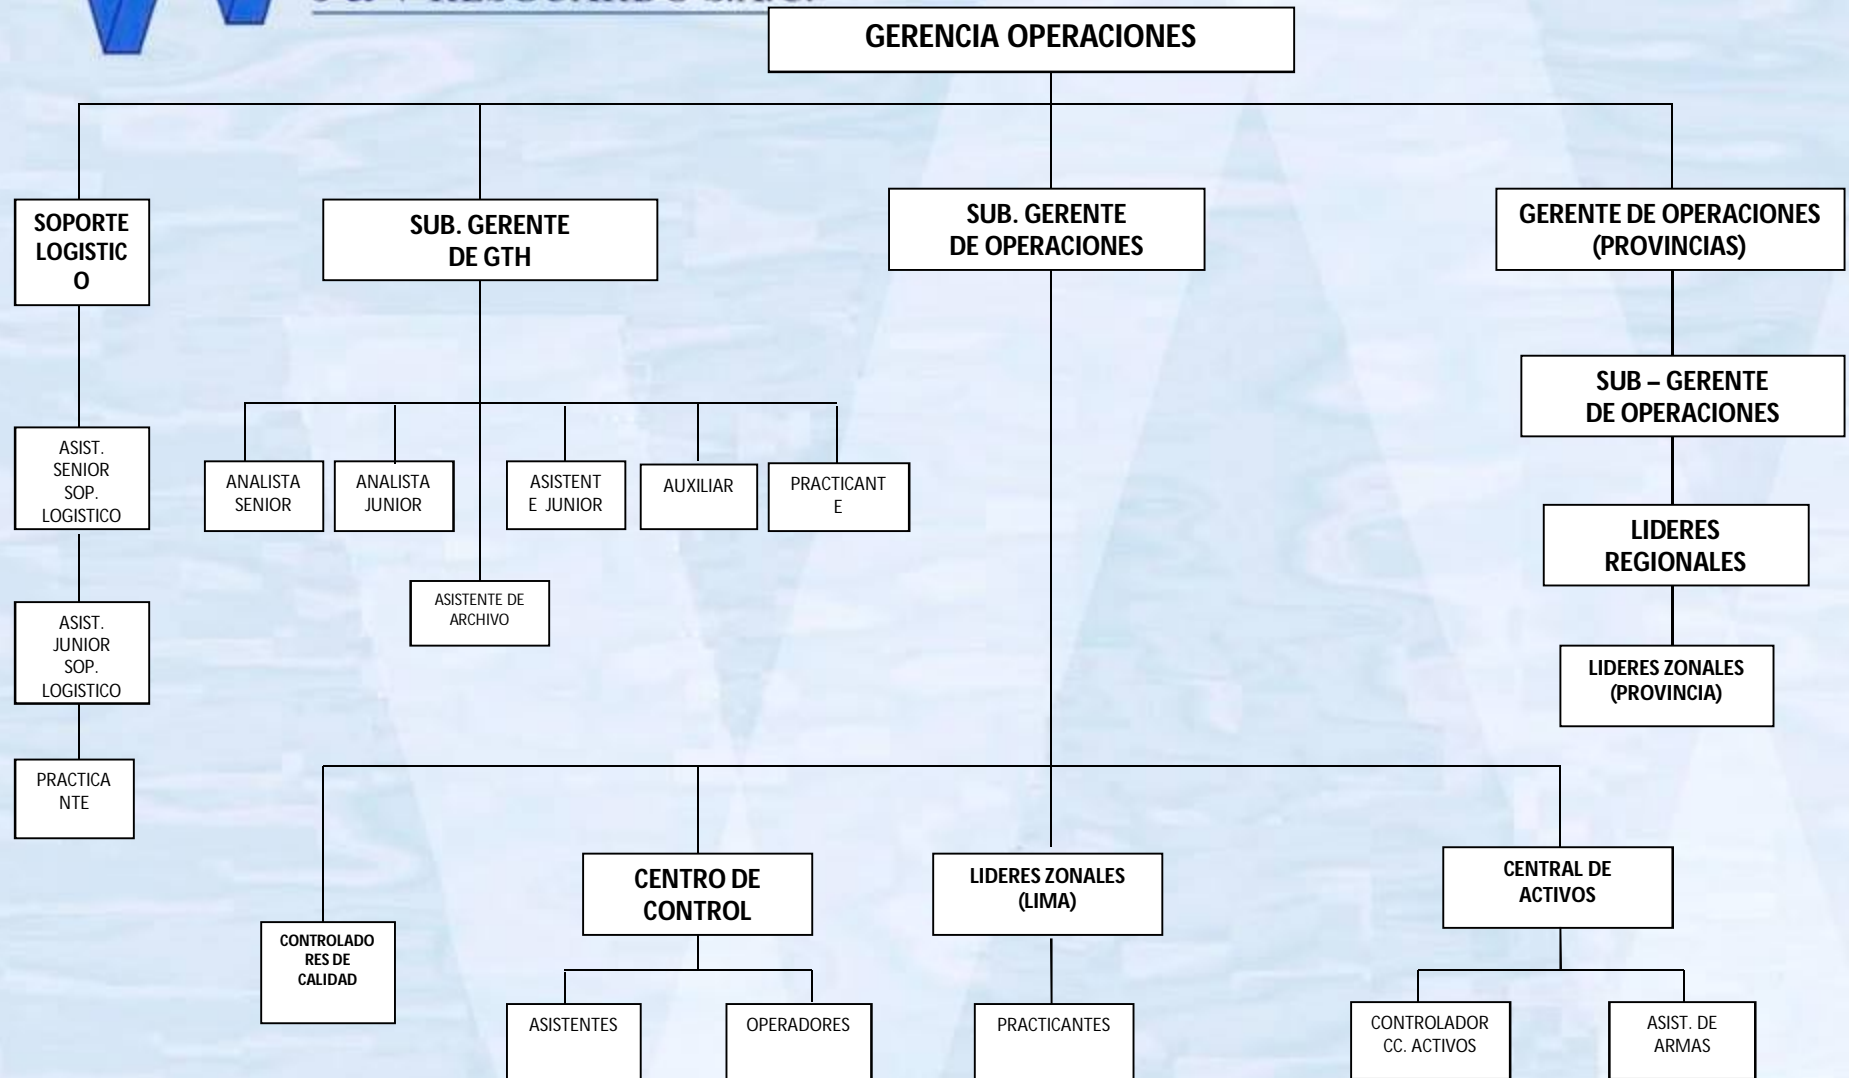 GERENCIA OPERACIONES
SOPORTE
LOGISTIC
O
SUB. GERENTE
DE GTH
SUB. GERENTE
DE OPERACIONES
GERENTE DE OPERACIONES
(PROVINCIAS)
SUB – GERENTE
DE OPERACIONES
ASIST.
SENIOR
SOP.
LOGISTICO
ANALISTA
SENIOR
ANALISTA
JUNIOR
ASISTENT
E JUNIOR
AUXILIAR
PRACTICANT
E
LIDERES
REGIONALES
ASISTENTE DE
ARCHIVO
ASIST.
JUNIOR
SOP.
LOGISTICO
LIDERES ZONALES
(PROVINCIA)
PRACTICA
NTE
CENTRO DE
CONTROL
LIDERES ZONALES
(LIMA)
CENTRAL DE
ACTIVOS
CONTROLADO
RES DE
CALIDAD
ASISTENTES
OPERADORES
PRACTICANTES
CONTROLADOR
CC. ACTIVOS
ASIST. DE
ARMAS